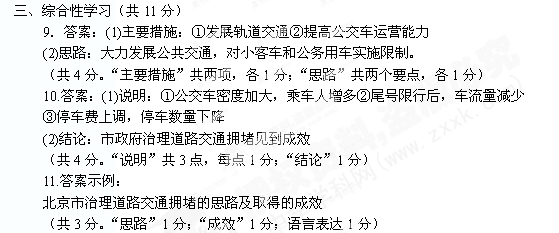 三、综合性学习（共 11 分）
9．答案：(1)主要措施：①发展轨道交通②提高公交车运营能力
(2)思路：大力发展公共交通，对小客车和公务用车实施限制。
（共 4 分。“主要措施”共两项，各 1 分；“思路”共两个要点，各 1 分）
10.答案：(1)说明：①公交车密度加大，乘车人增多②尾号限行后，车流量减少
③停车费上调，停车数量下降
(2)结论：市政府治理道路交通拥堵见到成效
（共 4 分。“说明”共 3 点，每点 1 分；“结论”1 分）
11.答案示例：
北京市治理道路交通拥堵的思路及取得的成效
（共 3 分。“思路”1 分；“成效”1 分；语言表达 1 分）